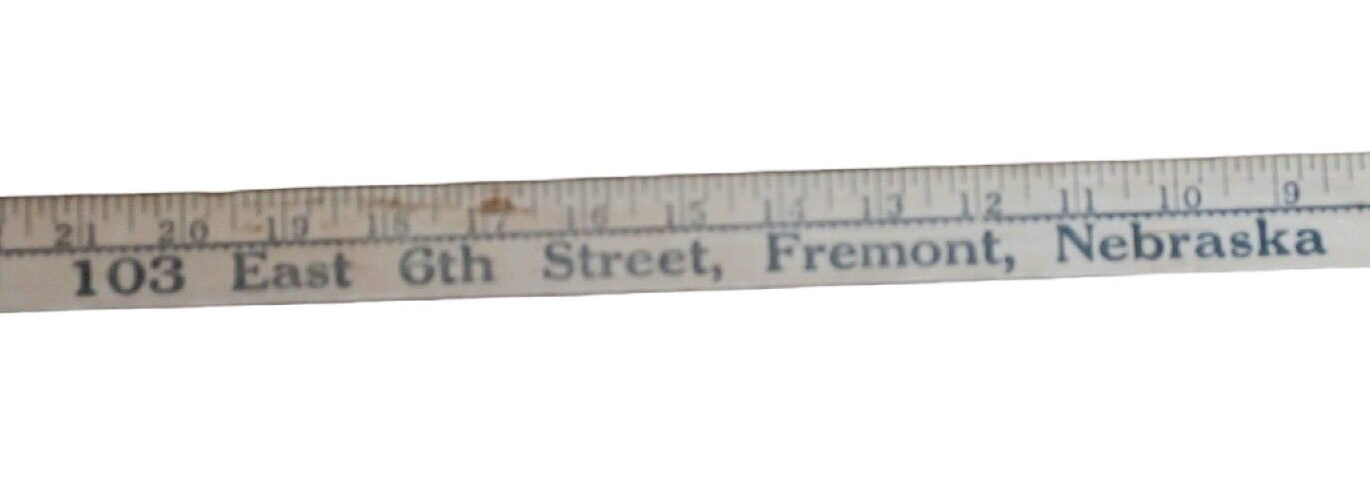 21 20 19 18 17 16 15 14 13 12 11 10 9
103 East 6th Street, Fremont, Nebraska